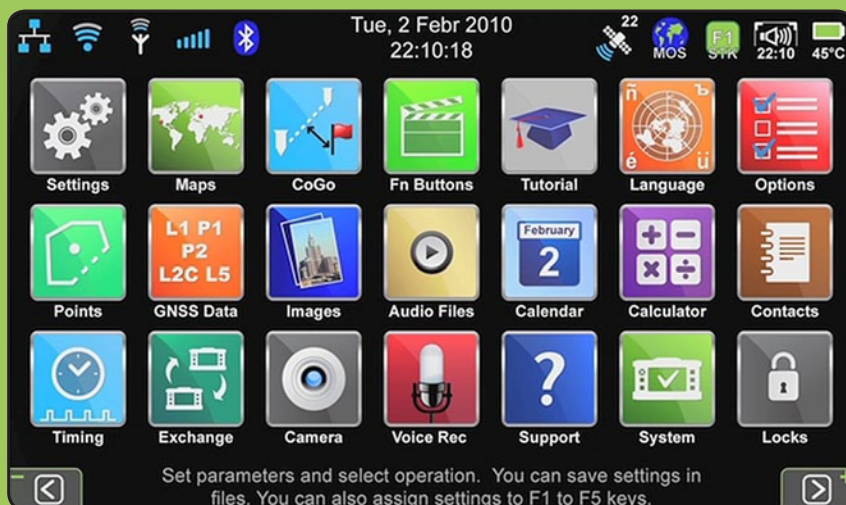 Tue, 2 Febr 2010
22:10:18
22
MOS
F1
STK
22:10
45°C
ñ ъ
é ü
Settings
Maps
CoGo
Fn Buttons
Tutorial
Language
Options
L1 P1
P2
L2C L5
February
2
Points
GNSS Data
Images
Audio Files
Calendar
Calculator
Contacts
?
Timing
Exchange
Camera
Voice Rec
Support
System
Locks
Set parameters and select operation. You can save settings in
files. You can also assign settings to F1 to F5 keys.